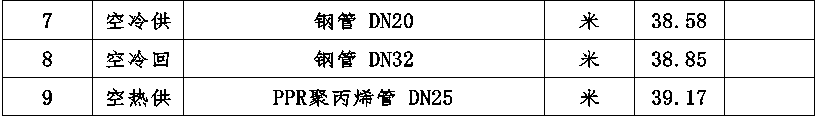 7 空冷供 钢管 DN20 米 38.58
8 空冷回 钢管 DN32 米 38.85
9 空热供 PPR聚丙烯管 DN25 米 39.17